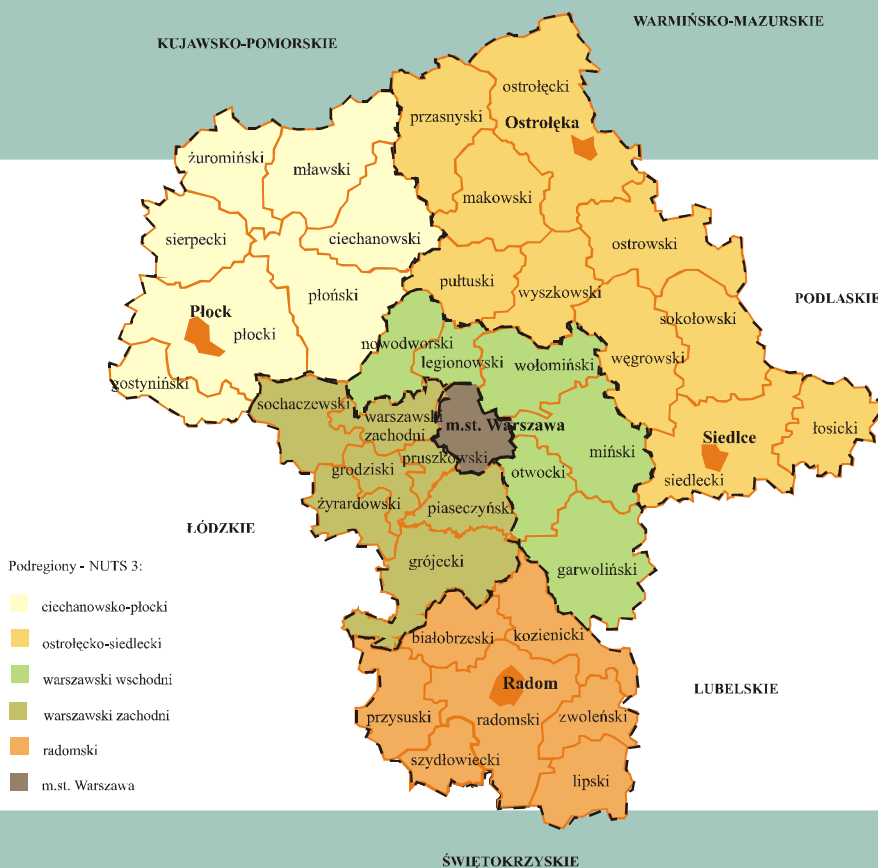 WARMIŃSKO-MAZURSKIE
KUJAWSKO-POMORSKIE
ostrołęcki
przasnyski
Ostrołęka
żuromiński
mławski
makowski
sierpecki
ciechanowski
ostrowski
pułtuski
wyszkowski
płoński
PODLASKIE
Płock
sokołowski
płocki
nowodworski
legionowski
wołomiński
węgrowski
gostyniński
sochaczewski
warszawski
zachodni
m.st. Warszawa
łosicki
Siedlce
miński
pruszkowski
grodziski
otwocki
siedlecki
żyrardowski
piaseczyński
ŁÓDZKIE
grójecki
garwoliński
Podregiony - NUTS 3:
ciechanowsko-płocki
ostrołęcko-siedlecki
warszawski wschodni
warszawski zachodni
radomski
m.st. Warszawa
białobrzeski
kozienicki
Radom
LUBELSKIE
przysuski
radomski
zwoleński
szydłowiecki
lipski
ŚWIĘTOKRZYSKIE